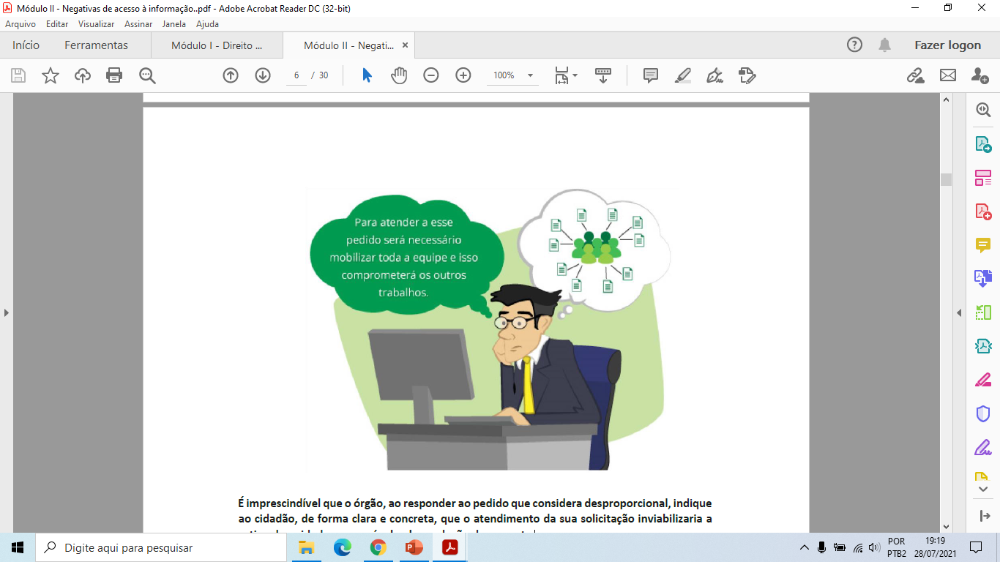 Módulo II - Negativas de acesso à informação..pdf - Adobe Acrobat Reader DC (32-bit)
Arquivo Editar Visualizar Assinar Janela Ajuda
Início Ferramentas Módulo I - Direito ... Módulo II - Negati... Fazer logon
6 / 30 100%
Para atender a esse
pedido será necessário
mobilizar toda a equipe e isso
comprometerá os outros
trabalhos.
É imprescindível que o órgão, ao responder ao pedido que considera desproporcional, indique
ao cidadão, de forma clara e concreta, que o atendimento da sua solicitação inviabilizaria a
Digite aqui para pesquisar
POR
PTB2
19:19
28/07/2021